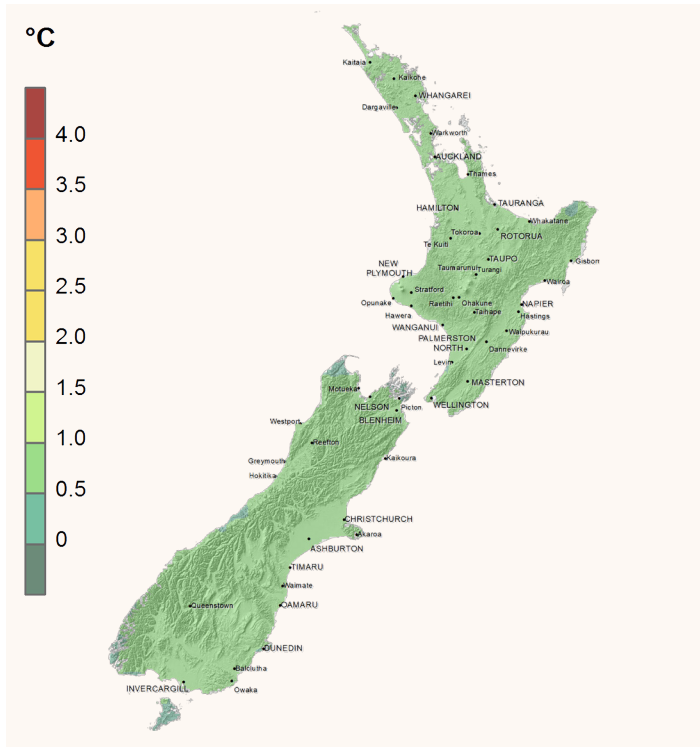 °C
4.0
3.5
3.0
2.5
2.0
1.5
1.0
0.5
0
Kaitaia
Kaikohe
WHANGAREI
Dargaville
Warkworth
AUCKLAND
Thames
HAMILTON
TAURANGA
Whakatane
Tokoroa
ROTORUA
Te Kuiti
TAUPO
Gisborn
NEW
PLYMOUTH
Taumarunui
Turangi
Wairoa
Stratford
Opunake
Raetihi
Ohakune
NAPIER
Hawera
Taihape
Hastings
WANGANUI
Waipukurau
PALMERSTON
NORTH
Dannevirke
Levin
MASTERTON
Motueka
NELSON
Picton
WELLINGTON
BLENHEIM
Westport
Reefton
Greymouth
Kaikoura
Hokitika
CHRISTCHURCH
Akaroa
ASHBURTON
TIMARU
Waimate
Queenstown
OAMARU
DUNEDIN
Balclutha
INVERCARGILL
Owaka